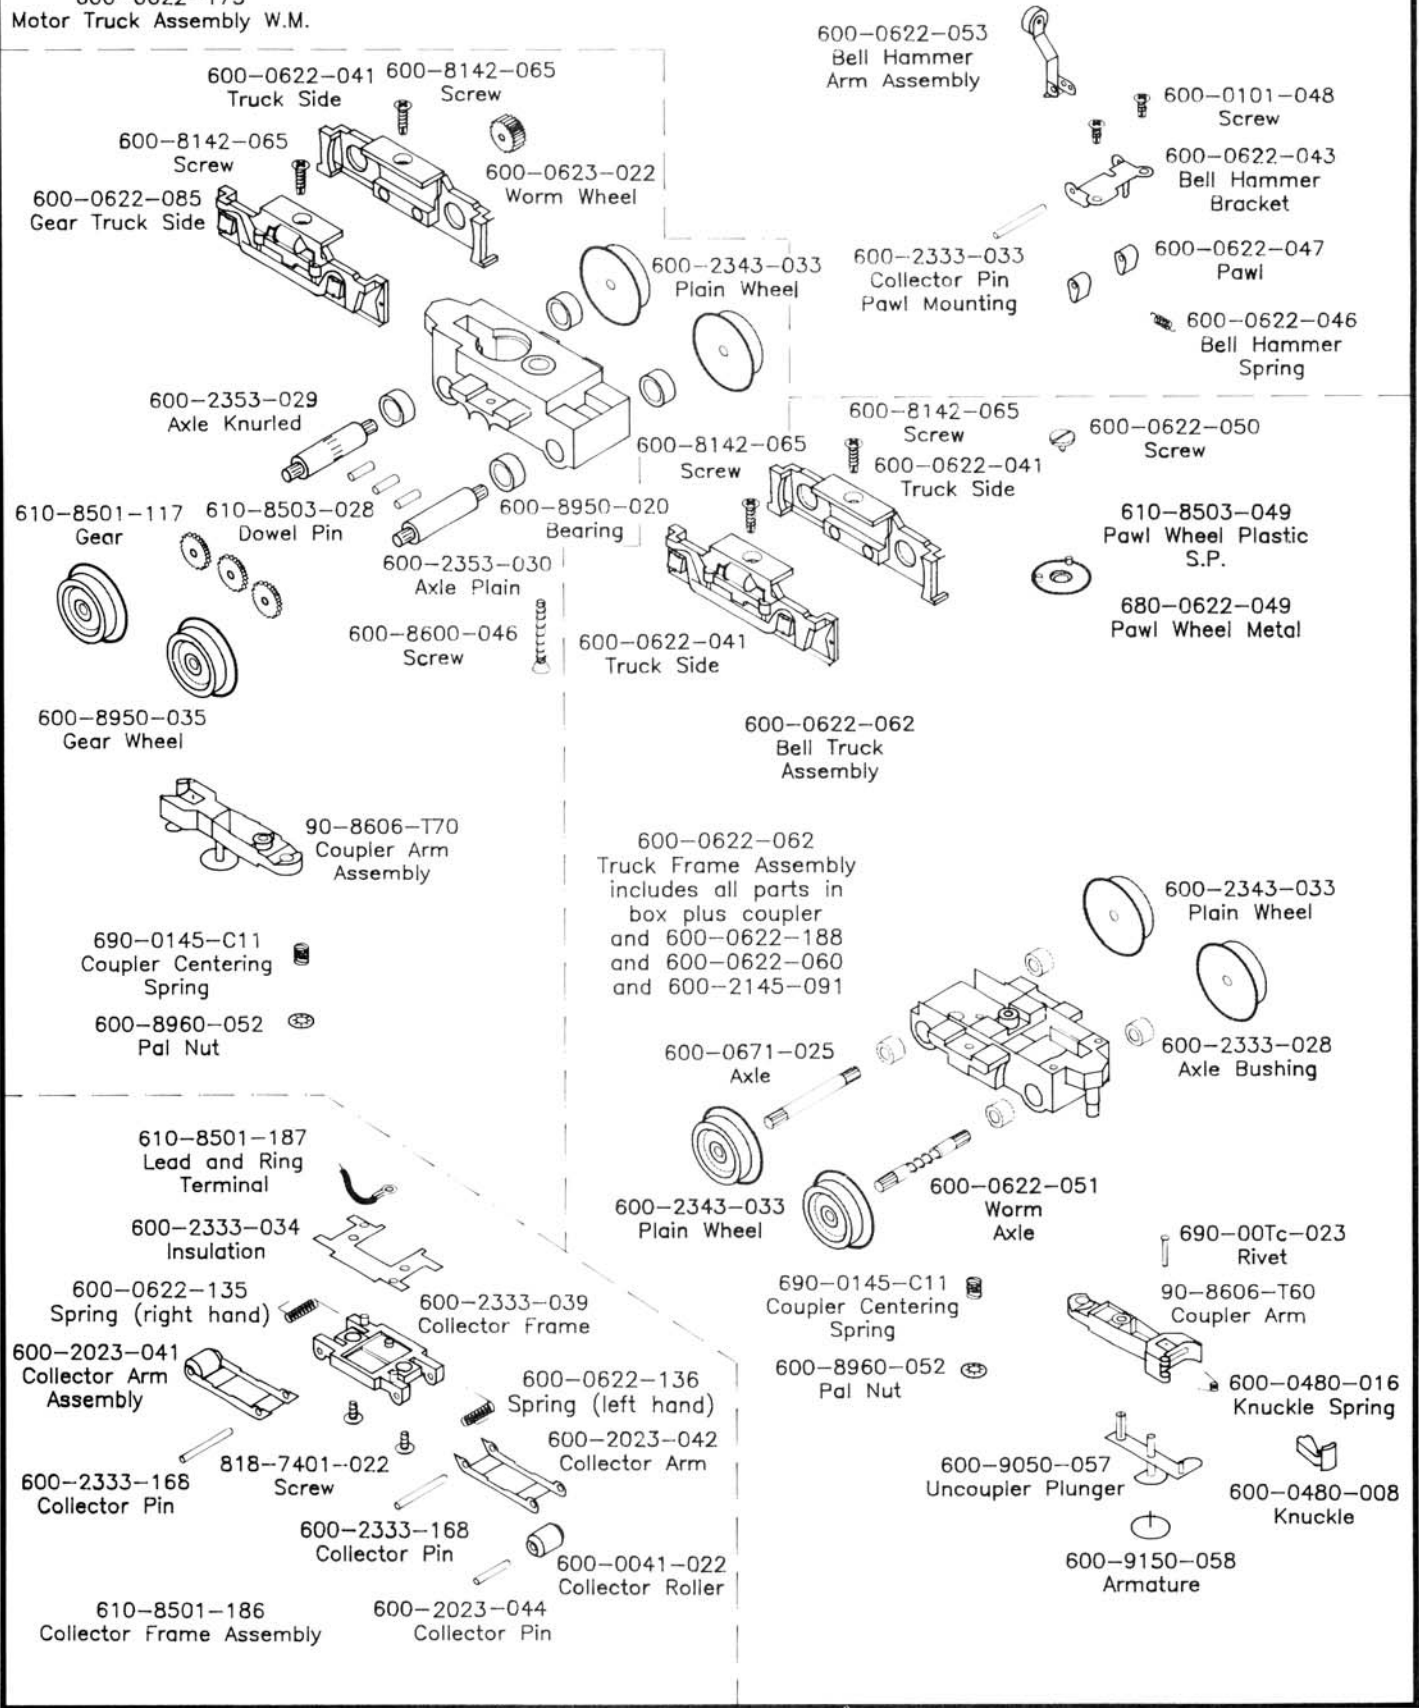 Motor Truck Assembly W.M.
600-0622-041
Truck Side
600-8142-065
Screw
600-8142-065
Screw
600-0622-085
Gear Truck Side
600-0623-022
Worm Wheel
600-2343-033
Plain Wheel
600-2353-029
Axle Knurled
610-8501-117
Gear
610-8503-028
Dowel Pin
600-8950-020
Bearing
600-2353-030
Axle Plain
600-8600-046
Screw
600-8950-035
Gear Wheel
90-8606-T70
Coupler Arm
Assembly
690-0145-C11
Coupler Centering
Spring
600-8960-052
Pal Nut
600-0622-053
Bell Hammer
Arm Assembly
600-0101-048
Screw
600-0622-043
Bell Hammer
Bracket
600-2333-033
Collector Pin
Pawl Mounting
600-0622-047
Pawl
600-0622-046
Bell Hammer
Spring
600-8142-065
Screw
600-8142-065
Screw
600-0622-041
Truck Side
600-0622-050
Screw
610-8503-049
Pawl Wheel Plastic
S.P.
680-0622-049
Pawl Wheel Metal
600-0622-041
Truck Side
600-0622-062
Bell Truck
Assembly
600-0622-062
Truck Frame Assembly
includes all parts in
box plus coupler
and 600-0622-188
and 600-0622-060
and 600-2145-091
600-2343-033
Plain Wheel
600-0671-025
Axle
600-2333-028
Axle Bushing
600-2343-033
Plain Wheel
600-0622-051
Worm
Axle
690-00Tc-023
Rivet
690-0145-C11
Coupler Centering
Spring
90-8606-T60
Coupler Arm
600-8960-052
Pal Nut
600-0480-016
Knuckle Spring
600-9050-057
Uncoupler Plunger
600-0480-008
Knuckle
600-9150-058
Armature
610-8501-187
Lead and Ring
Terminal
600-2333-034
Insulation
600-0622-135
Spring (right hand)
600-2333-039
Collector Frame
600-2023-041
Collector Arm
Assembly
600-0622-136
Spring (left hand)
600-2023-042
Collector Arm
600-2333-168
Collector Pin
818-7401-022
Screw
600-2333-168
Collector Pin
600-0041-022
Collector Roller
610-8501-186
Collector Frame Assembly
600-2023-044
Collector Pin